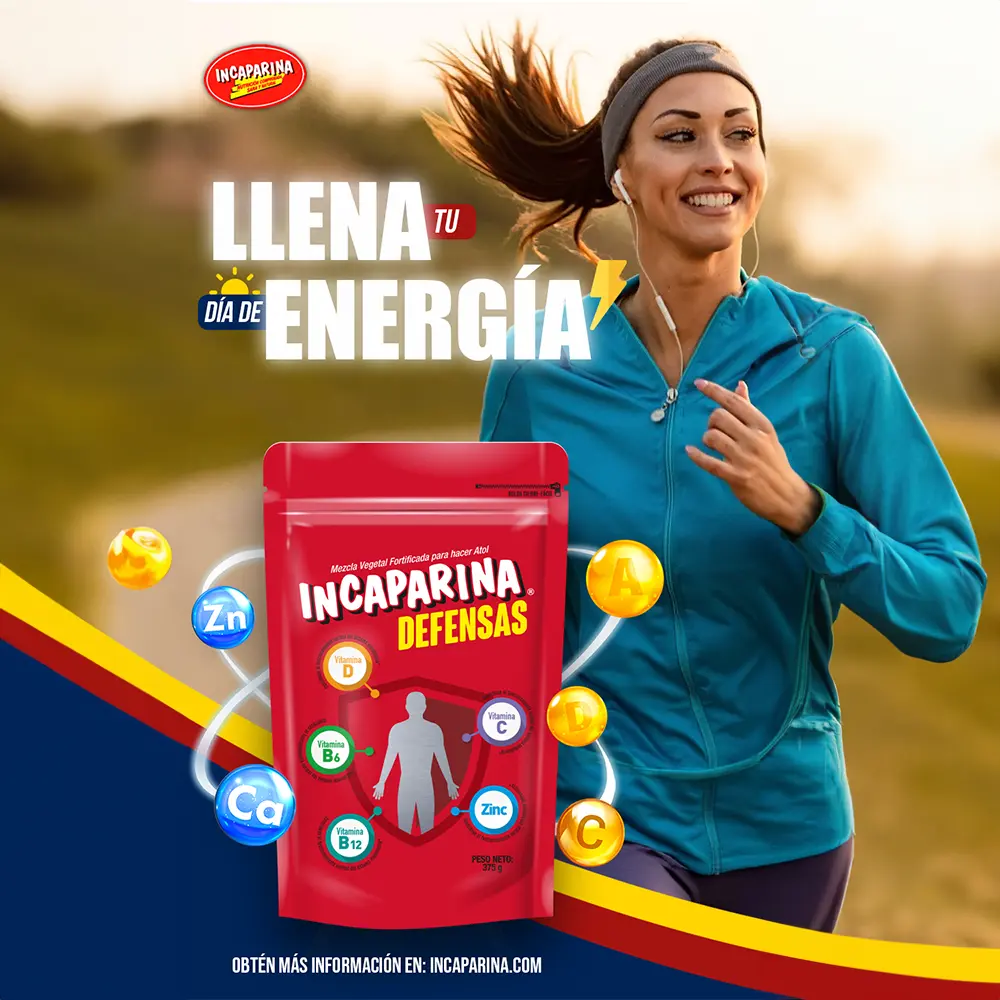 INCAPARINA
LLENA TU
DÍA DE ENERGÍA
Mezcla Vegetal Fortificada para hacer Atol
INCAPARINA®
DEFENSAS
Vitamina
D
Vitamina
C
Vitamina
B6
Zinc
Vitamina
B12
PESO NETO:
375 g
Zn
Ca
A
D
C
OBTÉN MÁS INFORMACIÓN EN: INCAPARINA.COM